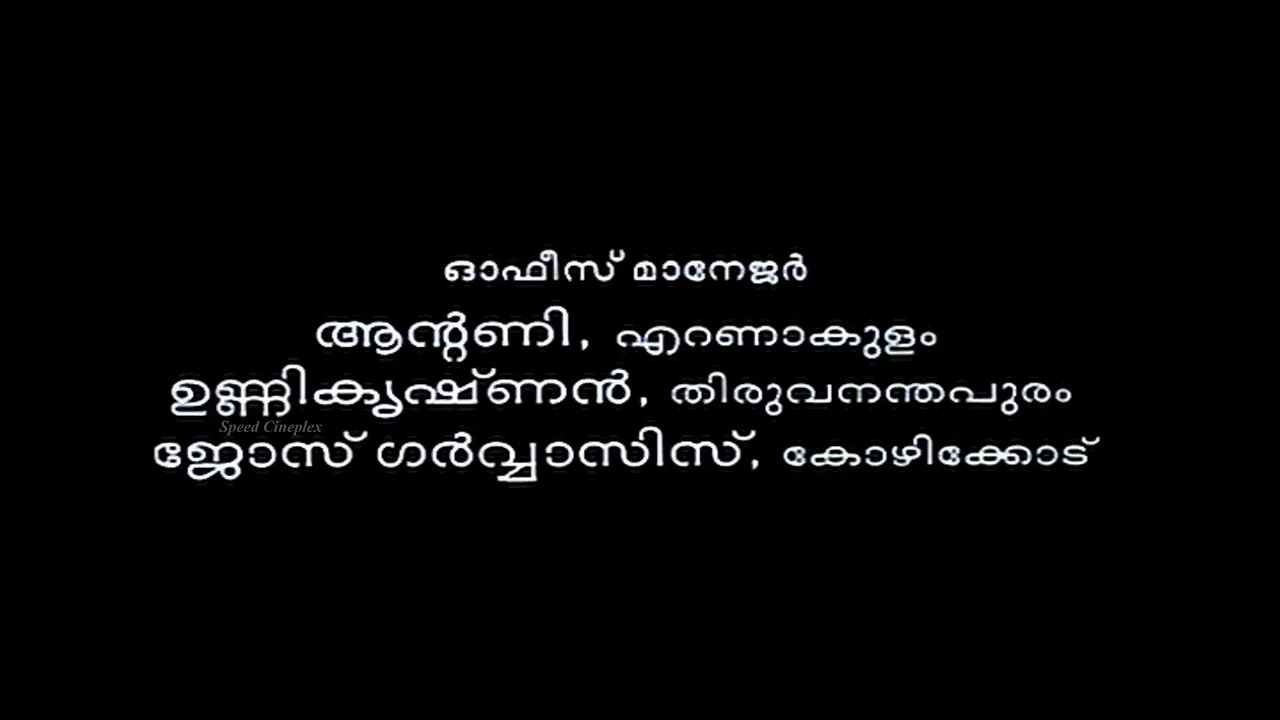 ഓഫീസ് മാനേജർ
ആന്റണി, എറണാകുളം
ഉണ്ണികൃഷ്ണൻ, തിരുവനന്തപുരം
Speed Cineplex
ജോസ് ഗർവ്വാസിസ്, കോഴിക്കോട്